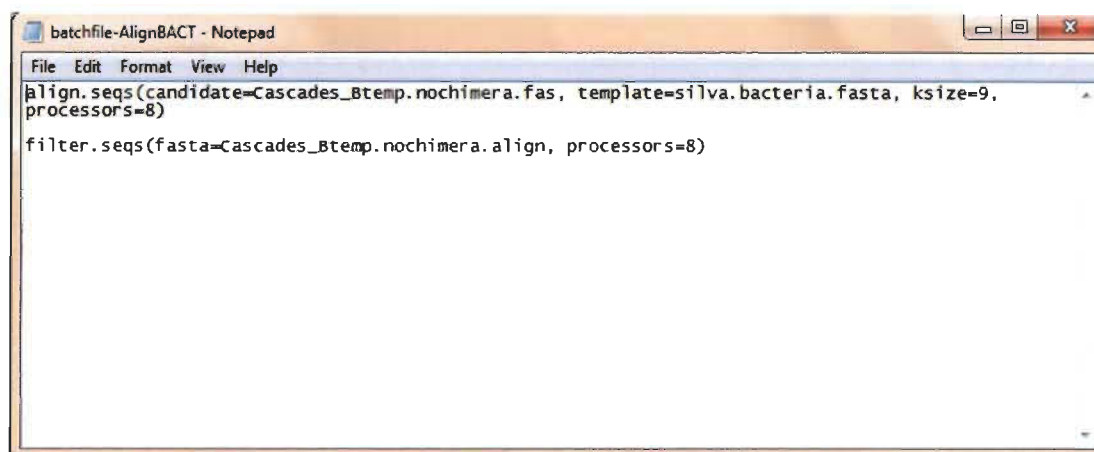 batchfile-AlignBACT - Notepad
File Edit Format View Help
align.seqs(candidate=Cascades_Btemp.nochimera.fas, template=silva.bacteria.fasta, ksize=9,
processors=8)
filter.seqs(fasta=Cascades_Btemp.nochimera.align, processors=8)